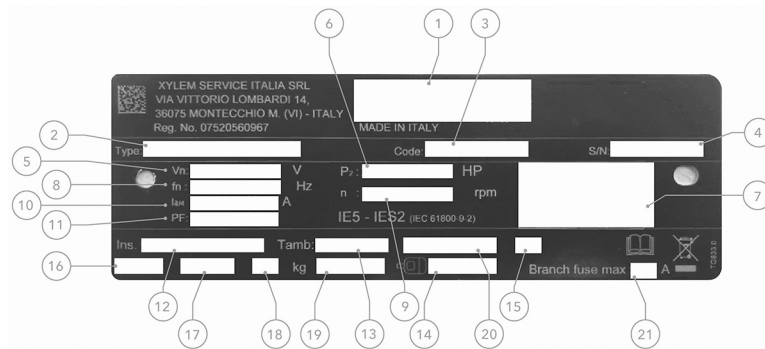 6
1
3
XYLEM SERVICE ITALIA SRL
VIA VITTORIO LOMBARDI 14,
36075 MONTECCHIO M. (VI) - ITALY
Reg. No. 07520560967
MADE IN ITALY
2
4
Type:
Code:
S/N:
5
Vn: V
P₂: HP
8
fn: Hz
n: rpm
7
10
A
11
PF:
IE5 - IES2 (IEC 61800-9-2)
Ins.
Tamb:
16
kg
Branch fuse max A
TG833.0
12
17
18
19
13
9
14
20
15
21